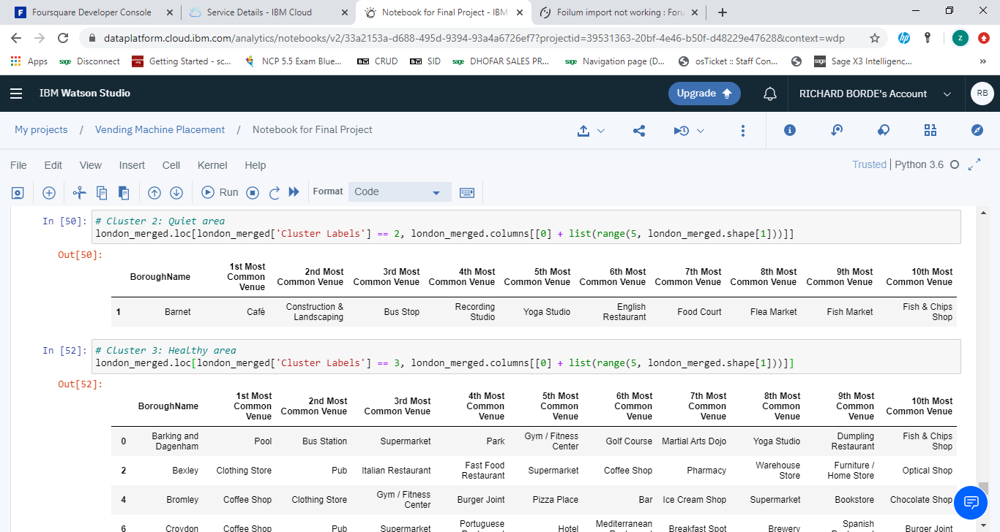 Foursquare Developer Console
Service Details - IBM Cloud
Notebook for Final Project - IBM
Foilum import not working : Foru
dataplatform.cloud.ibm.com/analytics/notebooks/v2/33a2153a-d688-495d-9394-93a4a6726ef7?projectid=39531363-20bf-4e46-b50f-d48229e47628&context=wdp
Apps
sage Disconnect
Getting Started - sc...
NCP 5.5 Exam Blue...
CRUD
SID
sage DHOFAR SALES PR...
sage Navigation page (D...
osTicket :: Staff Con...
sage Sage X3 Intelligenc...
IBM Watson Studio
Upgrade
RICHARD BORDE's Account
RB
My projects / Vending Machine Placement / Notebook for Final Project
File Edit View Insert Cell Kernel Help
Trusted | Python 3.6
Run
Format
Code
In [50]: # Cluster 2: Quiet area
london_merged.loc[london_merged['Cluster Labels'] == 2, london_merged.columns[[0] + list(range(5, london_merged.shape[1]))]]
Out[50]:
BoroughName 1st Most Common Venue 2nd Most Common Venue 3rd Most Common Venue 4th Most Common Venue 5th Most Common Venue 6th Most Common Venue 7th Most Common Venue 8th Most Common Venue 9th Most Common Venue 10th Most Common Venue
1 Barnet Café Construction & Landscaping Bus Stop Recording Studio Yoga Studio English Restaurant Food Court Flea Market Fish Market Fish & Chips Shop
In [52]: # Cluster 3: Healthy area
london_merged.loc[london_merged['Cluster Labels'] == 3, london_merged.columns[[0] + list(range(5, london_merged.shape[1]))]]
Out[52]:
BoroughName 1st Most Common Venue 2nd Most Common Venue 3rd Most Common Venue 4th Most Common Venue 5th Most Common Venue 6th Most Common Venue 7th Most Common Venue 8th Most Common Venue 9th Most Common Venue 10th Most Common Venue
0 Barking and Dagenham Pool Bus Station Supermarket Park Gym / Fitness Center Golf Course Martial Arts Dojo Yoga Studio Dumpling Restaurant Fish & Chips Shop
2 Bexley Clothing Store Pub Italian Restaurant Fast Food Restaurant Supermarket Coffee Shop Pharmacy Warehouse Store Furniture / Home Store Optical Shop
4 Bromley Coffee Shop Clothing Store Gym / Fitness Center Burger Joint Pizza Place Bar Ice Cream Shop Supermarket Bookstore Chocolate Shop
6 Croydon Coffee Shop Pub Supermarket Portuguese Hotel Mediterranean Breakfast Spot Brewery Spanish Burger Joint